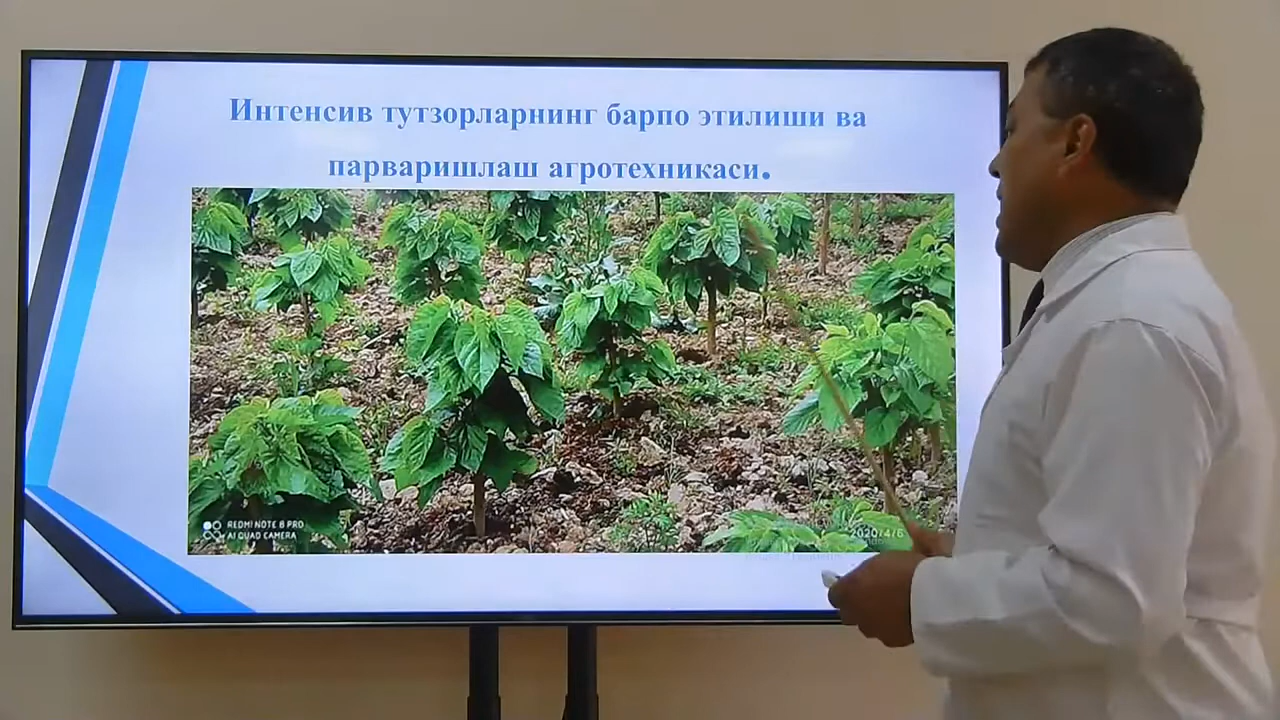 Интенсив тутзорларнинг барпо этилиши ва
парваришлаш агротехникаси.
REDMI NOTE 8 PRO
AI QUAD CAMERA
2020/4/6